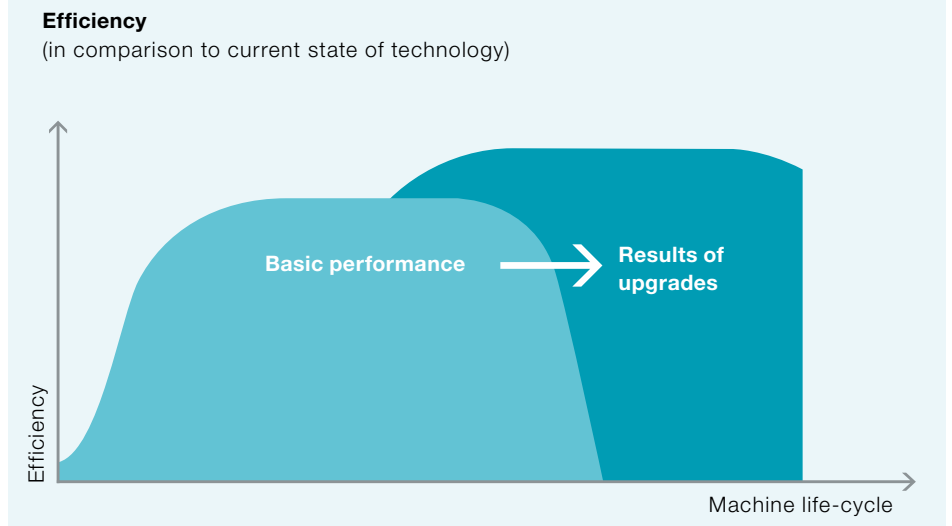 Efficiency
(in comparison to current state of technology)
Basic performance
Results of
upgrades
Efficiency
Machine life-cycle